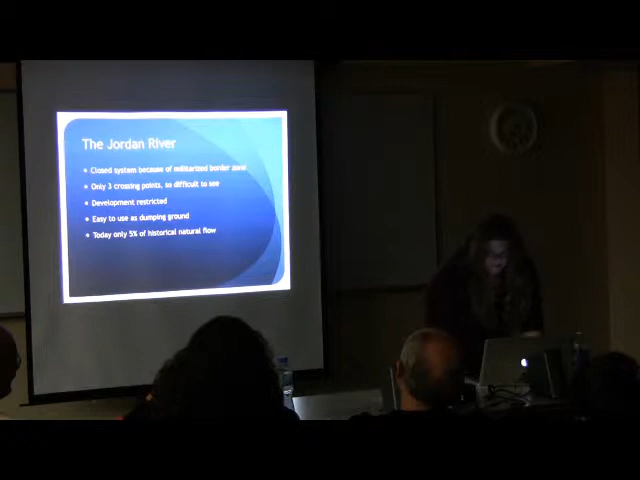 The Jordan River
Closed system because of militarized border zone
Only 3 crossing points, so difficult to see
Development restricted
Easy to use as dumping ground
Today only 5% of historical natural flow